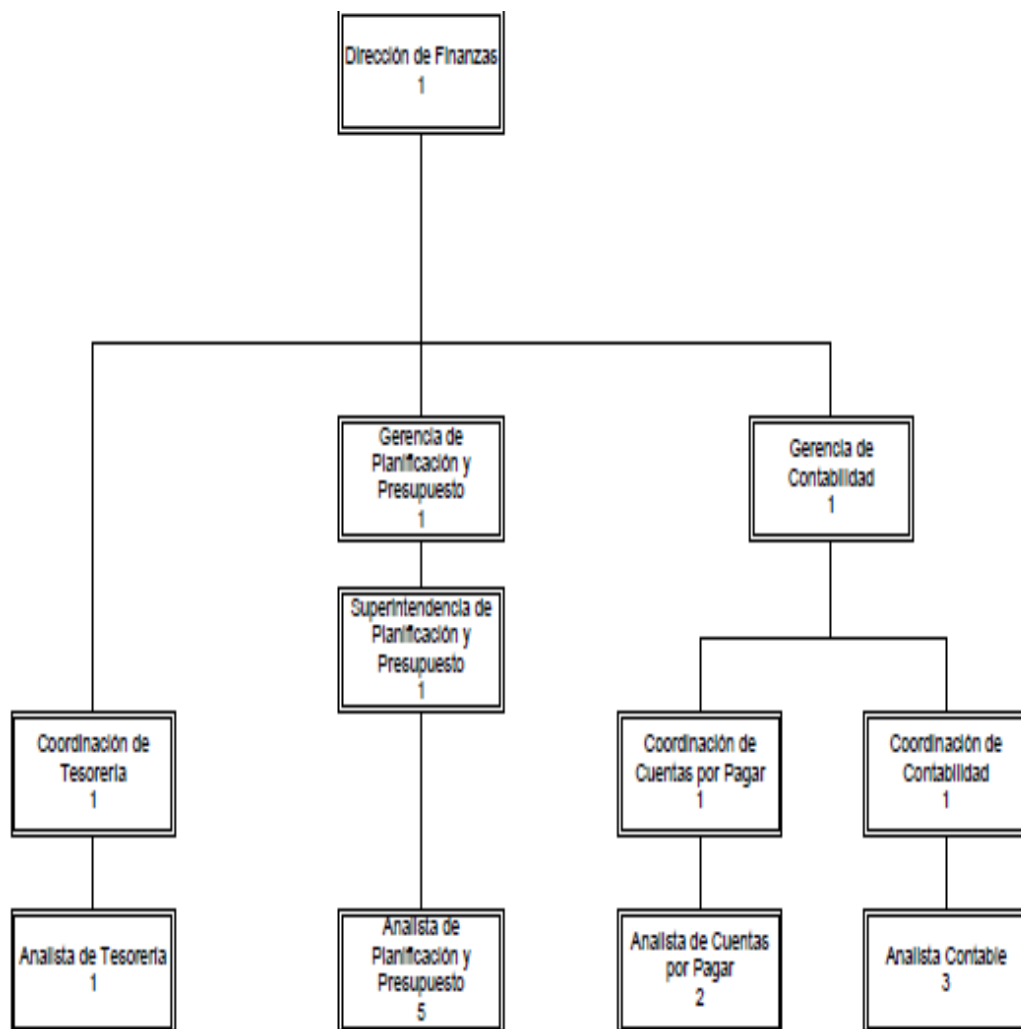 Dirección de Finanzas
1
Gerencia de
Planificación y
Presupuesto
1
Gerencia de
Contabilidad
1
Superintendencia de
Planificación y
Presupuesto
1
Coordinación de
Tesorería
1
Coordinación de
Cuentas por Pagar
1
Coordinación de
Contabilidad
1
Analista de Tesorería
1
Analista de
Planificación y
Presupuesto
5
Analista de Cuentas
por Pagar
2
Analista Contable
3